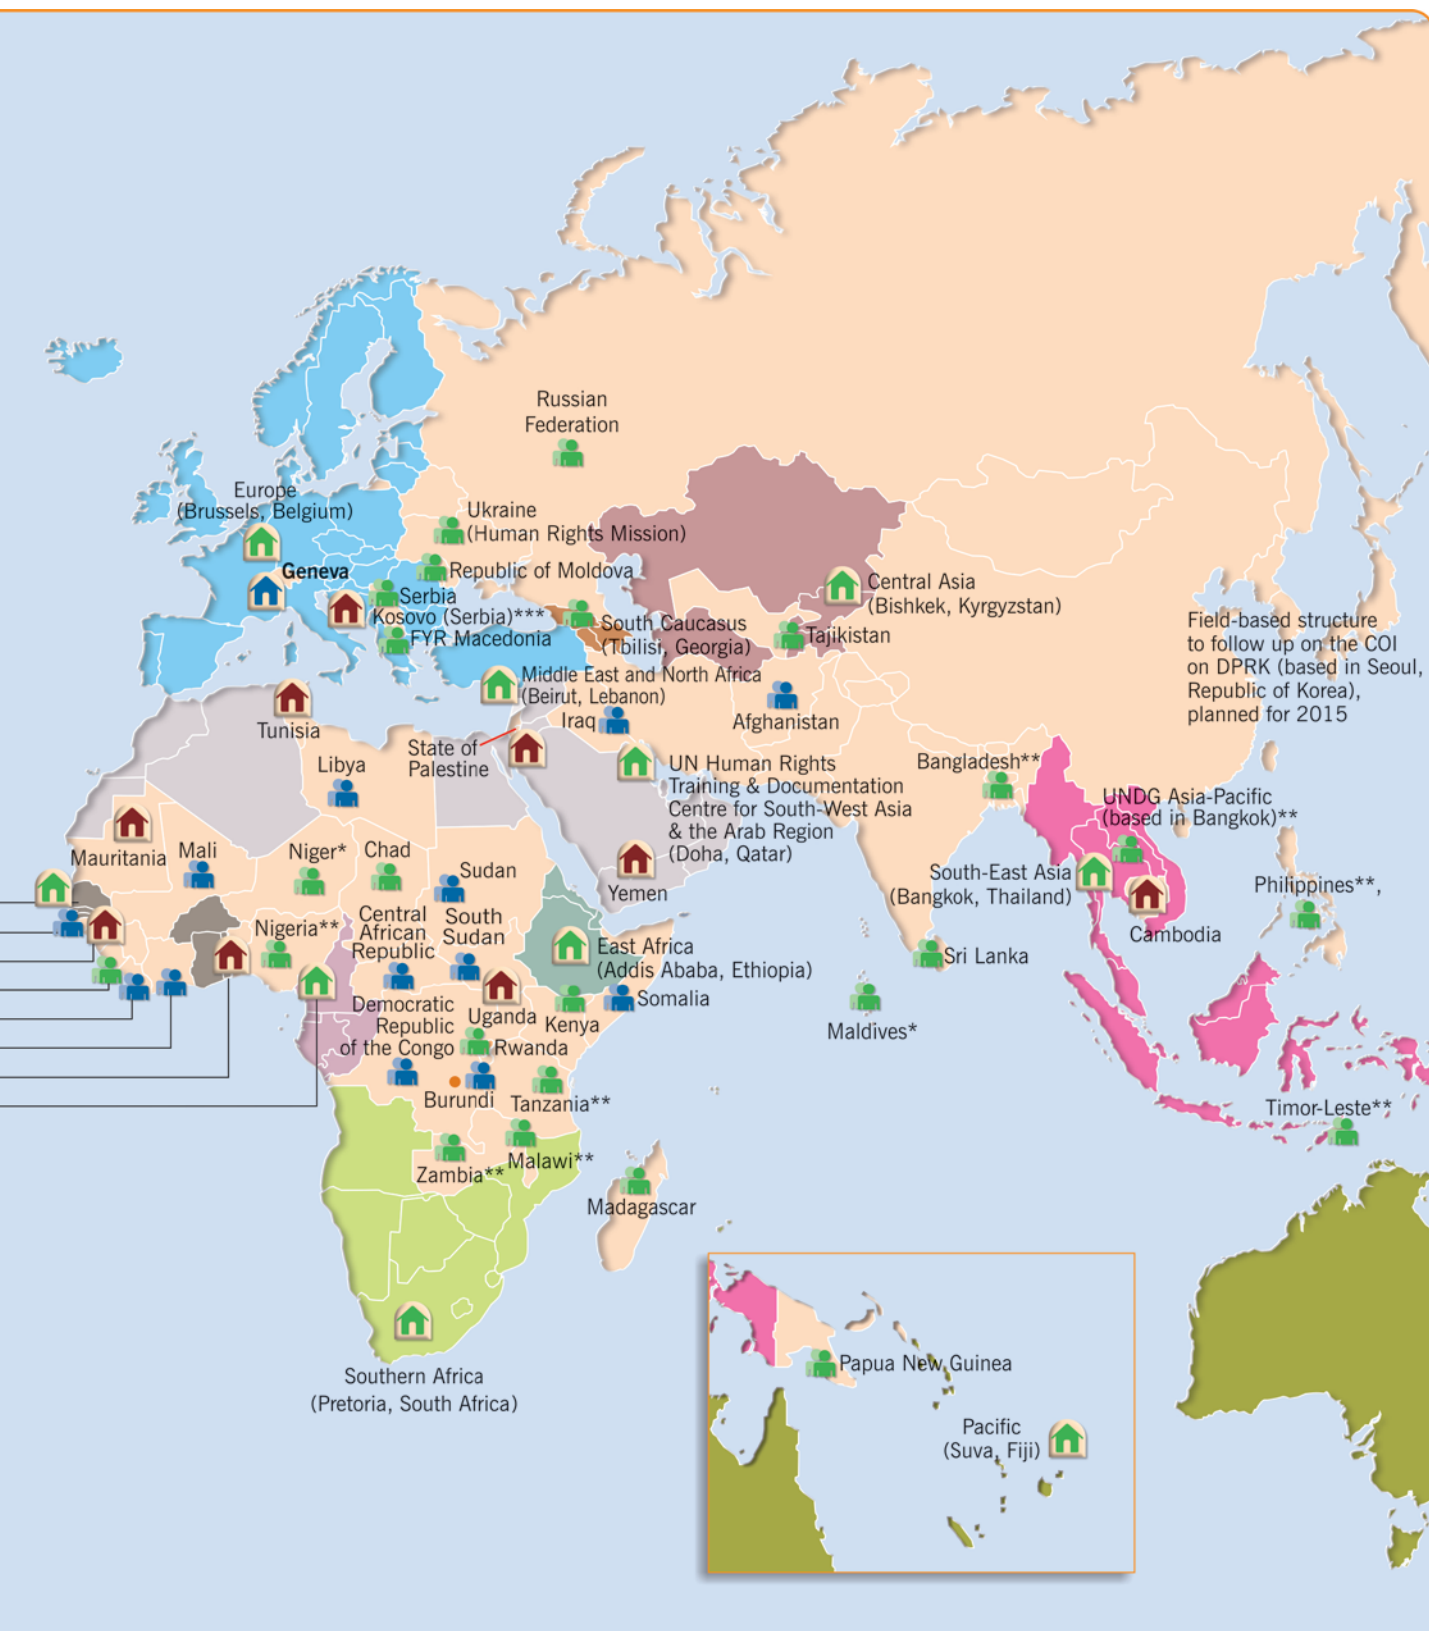 Russian
Federation
Europe
(Brussels, Belgium)
Ukraine
(Human Rights Mission)
Geneva
Republic of Moldova
Serbia
Kosovo (Serbia)***
FYR Macedonia
South Caucasus
(Tbilisi, Georgia)
Central Asia
(Bishkek, Kyrgyzstan)
Tajikistan
Field-based structure
to follow up on the COI
on DPRK (based in Seoul,
Republic of Korea),
planned for 2015
Middle East and North Africa
(Beirut, Lebanon)
Tunisia
Iraq
Afghanistan
State of
Palestine
Libya
UN Human Rights
Training & Documentation
Centre for South-West Asia
& the Arab Region
(Doha, Qatar)
Bangladesh**
UNDG Asia-Pacific
(based in Bangkok)**
Mauritania
Mali
Niger*
Chad
Sudan
Yemen
South-East Asia
(Bangkok, Thailand)
Philippines**,
Cambodia
Nigeria**
Central
African
Republic
South
Sudan
East Africa
(Addis Ababa, Ethiopia)
Sri Lanka
Somalia
Democratic
Republic
of the Congo
Uganda
Kenya
Maldives*
Rwanda
Burundi
Tanzania**
Timor-Leste**
Zambia**
Malawi**
Madagascar
Southern Africa
(Pretoria, South Africa)
Papua New Guinea
Pacific
(Suva, Fiji)